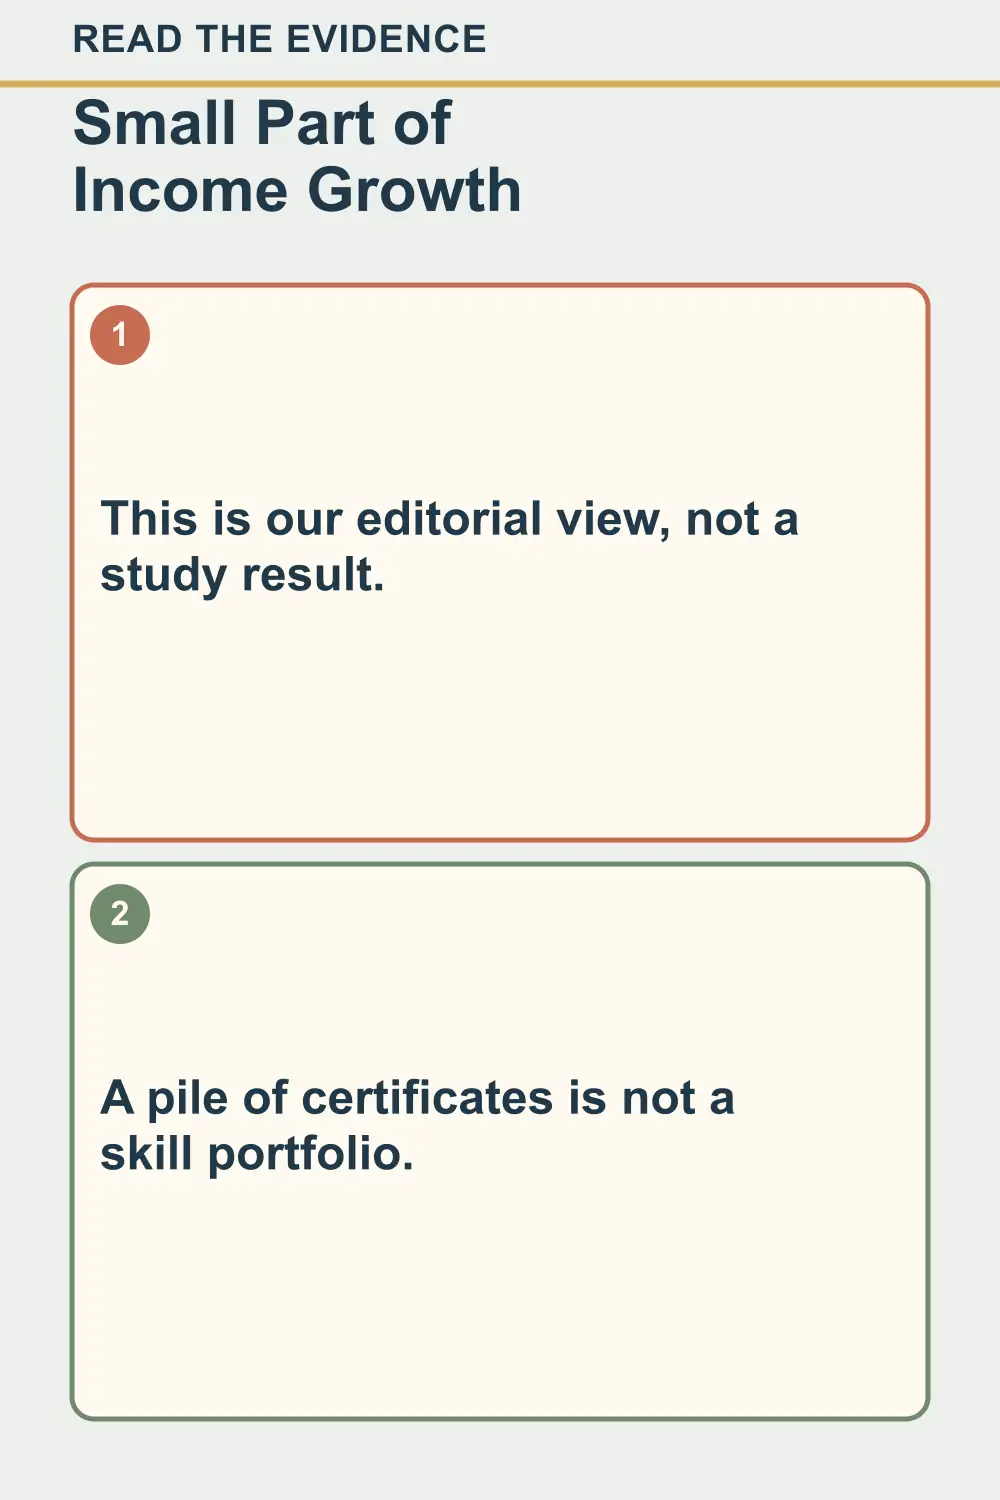 READ THE EVIDENCE
Small Part of
Income Growth
1
This is our editorial view, not a
study result.
2
A pile of certificates is not a
skill portfolio.